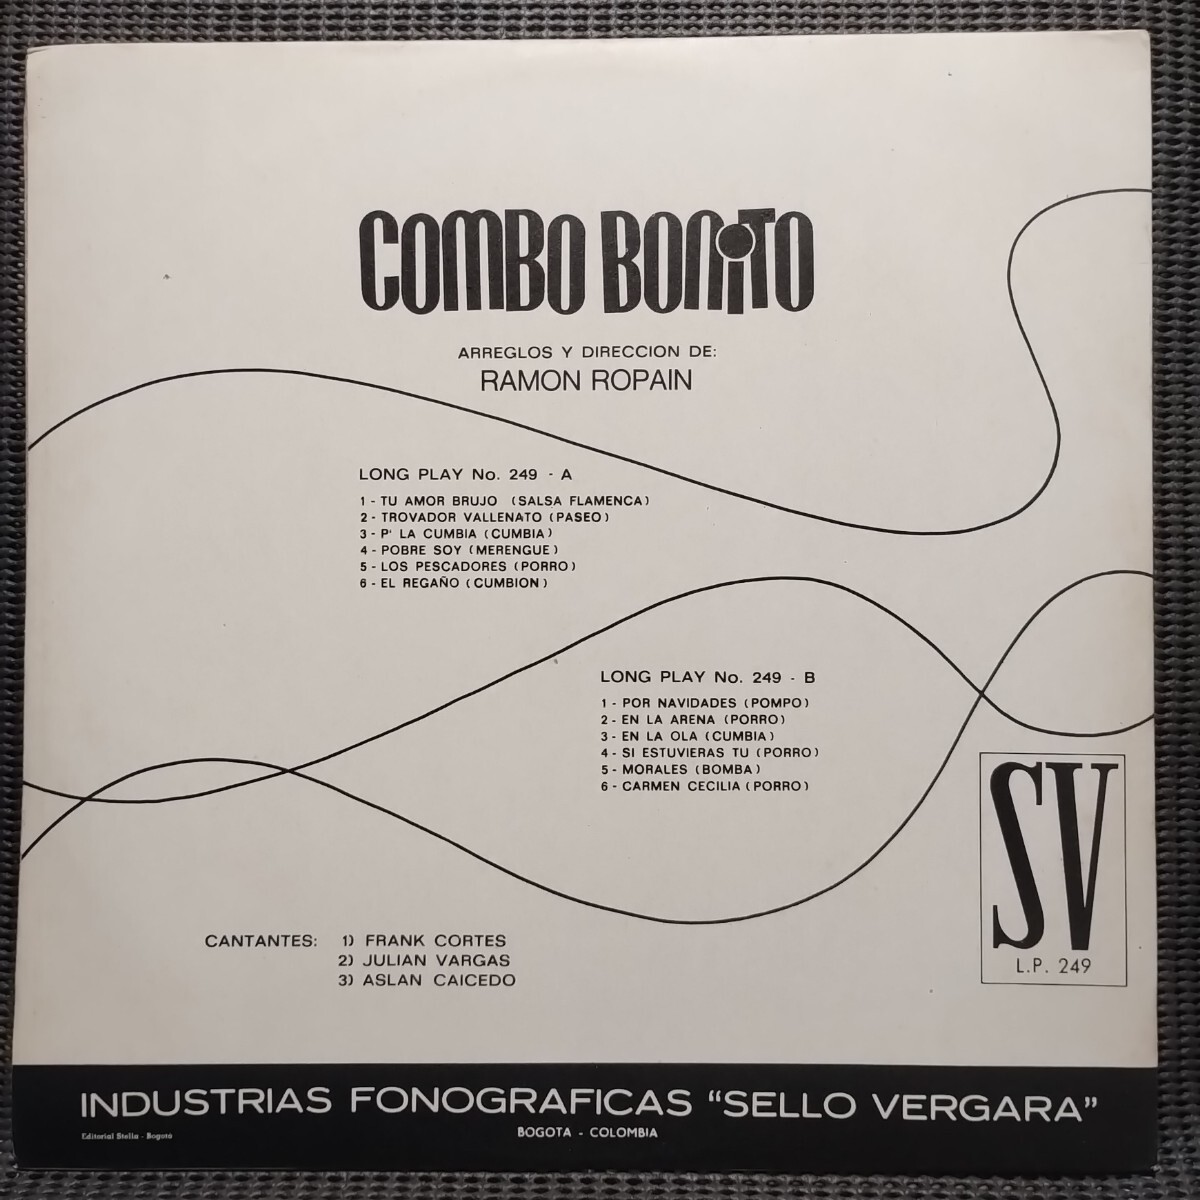 COMBO BONITO
ARREGLOS Y DIRECCION DE:
RAMON ROPAIN
LONG PLAY No. 249 - A
1 - TU AMOR BRUJO (SALSA FLAMENCA)
2 - TROVADOR VALLENATO (PASEO)
3 - P' LA CUMBIA (CUMBIA)
4 - POBRE SOY (MERENGUE)
5 - LOS PESCADORES (PORRO)
6 - EL REGAÑO (CUMBION)
LONG PLAY No. 249 - B
1 - POR NAVIDADES (POMPO)
2 - EN LA ARENA (PORRO)
3 - EN LA OLA (CUMBIA)
4 - SI ESTUVIERAS TU (PORRO)
5 - MORALES (BOMBA)
6 - CARMEN CECILIA (PORRO)
SV
L.P. 249
CANTANTES: 1) FRANK CORTES
2) JULIAN VARGAS
3) ASLAN CAICEDO
INDUSTRIAS FONOGRAFICAS "SELLO VERGARA"
Editorial Stella - Bogotá
BOGOTA - COLOMBIA